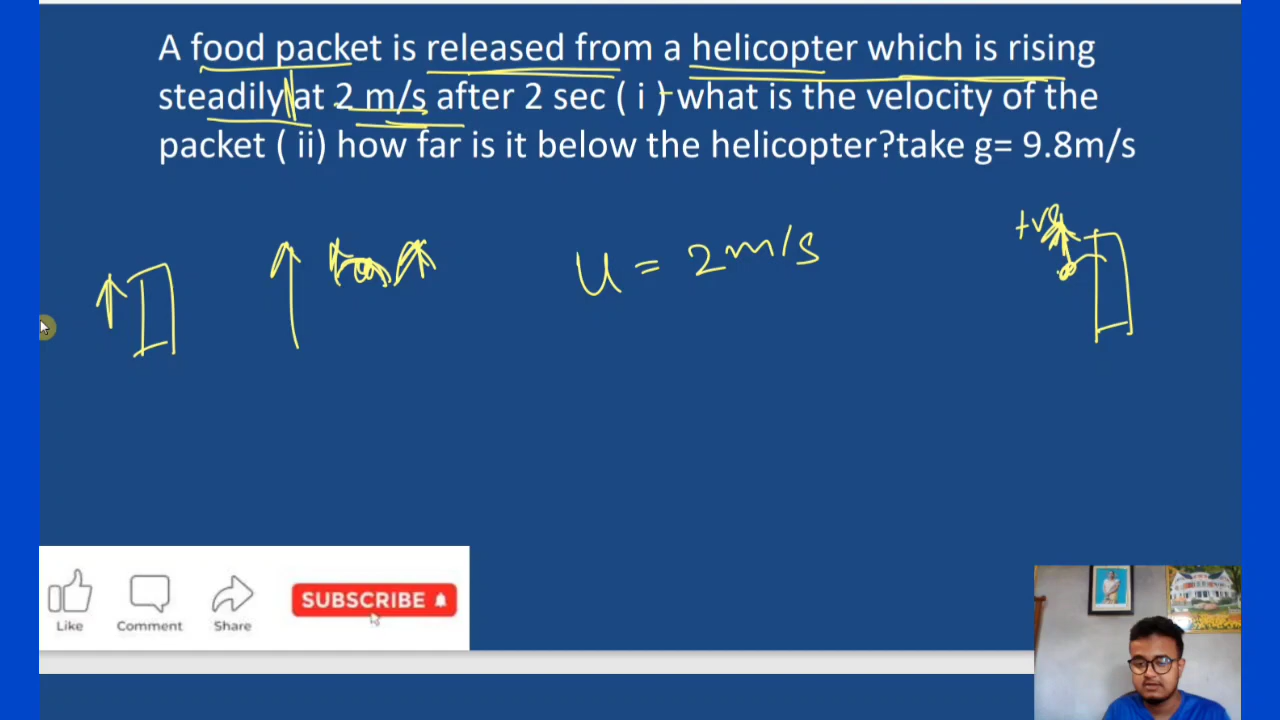 A food packet is released from a helicopter which is rising
steadily at 2 m/s after 2 sec ( i ) what is the velocity of the
packet ( ii) how far is it below the helicopter?take g= 9.8m/s
+ve
u = 2 m/s
Like
Comment
Share
SUBSCRIBE